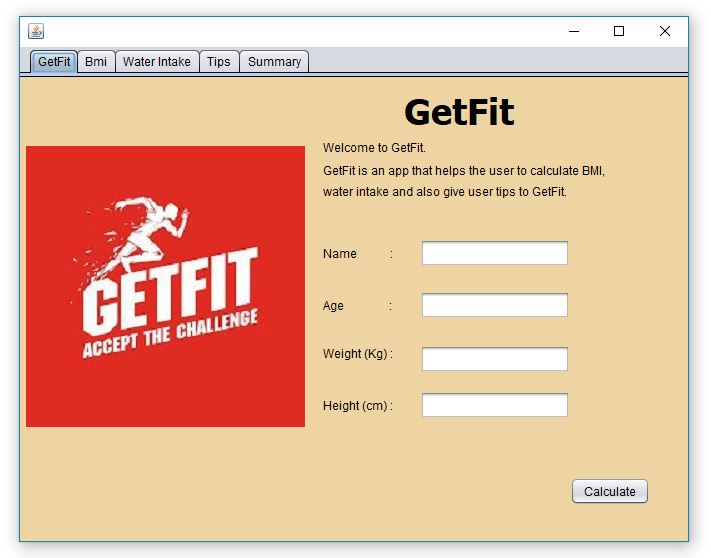 GetFit Bmi Water Intake Tips Summary
GetFit
Welcome to GetFit.
GetFit is an app that helps the user to calculate BMI,
water intake and also give user tips to GetFit.
GETFIT
ACCEPT THE CHALLENGE
Name :
Age :
Weight (Kg) :
Height (cm) :
Calculate